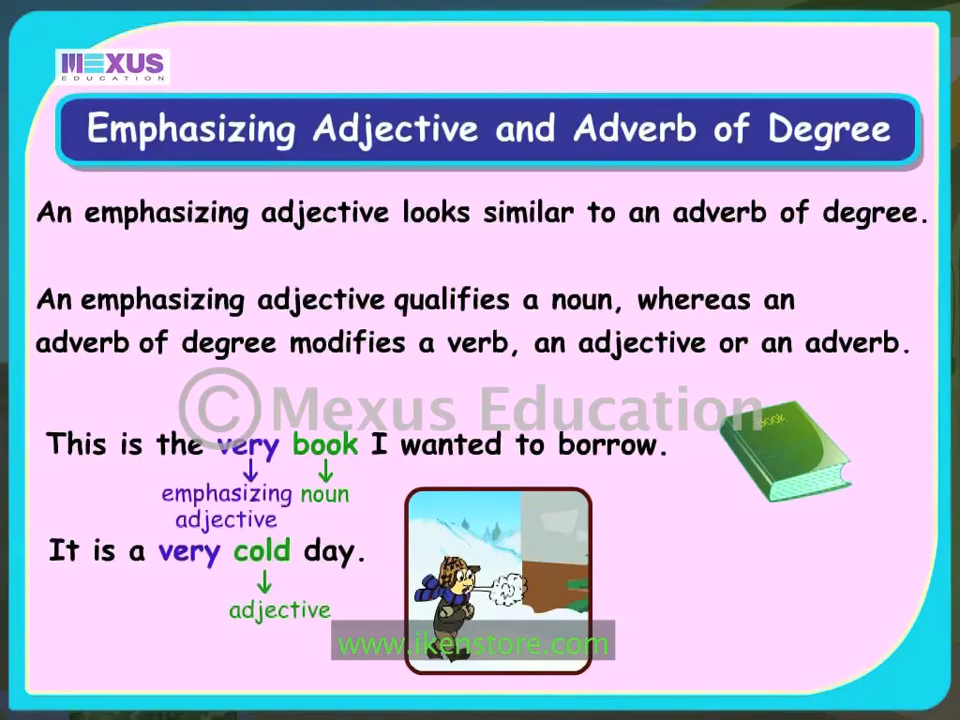 MEXUS
EDUCATION
Emphasizing Adjective and Adverb of Degree
An emphasizing adjective looks similar to an adverb of degree.
An emphasizing adjective qualifies a noun, whereas an
adverb of degree modifies a verb, an adjective or an adverb.
© Mexus Education
BOOK
This is the very book I wanted to borrow.
emphasizing noun
adjective
It is a very cold day.
adjective
www.ikenstore.com